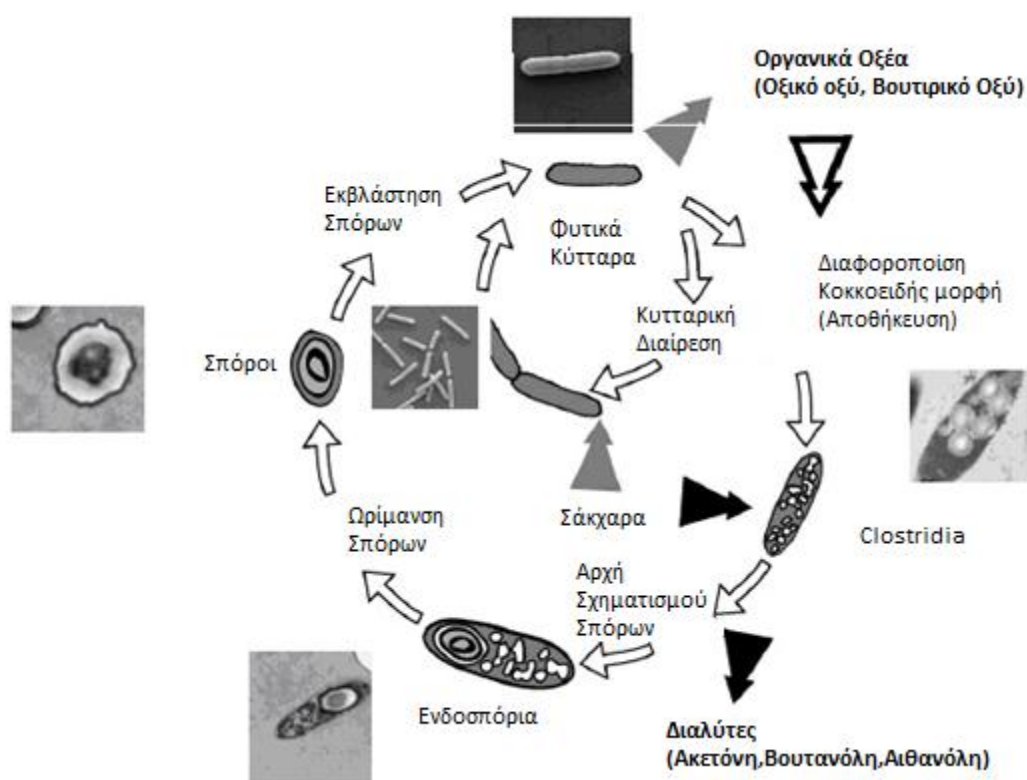 Οργανικά Οξέα
(Οξικό οξύ, Βουτιρικό Οξύ)
Εκβλάστηση
Σπόρων
Φυτικά
Κύτταρα
Διαφοροποίση
Κοκκοειδής μορφή
(Αποθήκευση)
Κυτταρική
Διαίρεση
Σπόροι
Σάκχαρα
Clostridia
Ωρίμανση
Σπόρων
Αρχή
Σχηματισμού
Σπόρων
Ενδοσπόρια
Διαλύτες
(Ακετόνη,Βουτανόλη,Αιθανόλη)